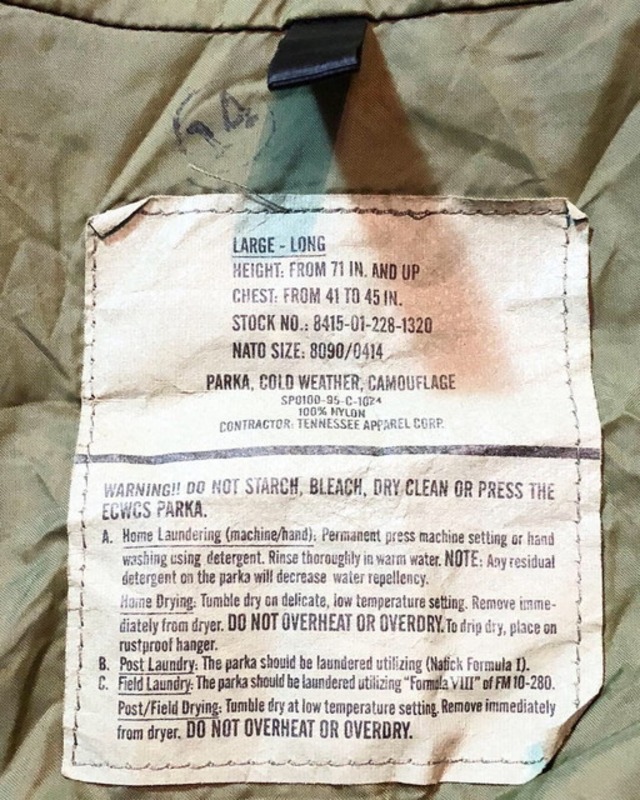 LARGE - LONG
HEIGHT: FROM 71 IN. AND UP
CHEST: FROM 41 TO 45 IN.
STOCK NO.: 8415-01-228-1320
NATO SIZE: 8090/0414
PARKA, COLD WEATHER, CAMOUFLAGE
SPO100-95-C-1024
100% NYLON
CONTRACTOR: TENNESSEE APPAREL CORP.
WARNING!! DO NOT STARCH, BLEACH, DRY CLEAN OR PRESS THE
ECWCS PARKA.
A. Home Laundering (machine/hand): Permanent press machine setting or hand
washing using detergent. Rinse thoroughly in warm water. NOTE: Any residual
detergent on the parka will decrease water repellency.
Home Drying: Tumble dry on delicate, low temperature setting. Remove imme-
diately from dryer. DO NOT OVERHEAT OR OVERDRY. To drip dry, place on
rustproof hanger.
B. Post Laundry: The parka should be laundered utilizing (Natick Formula 1).
C. Field Laundry: The parka should be laundered utilizing "Formula VIII" of FM 10-280.
Post/Field Drying: Tumble dry at low temperature setting. Remove immediately
from dryer. DO NOT OVERHEAT OR OVERDRY.